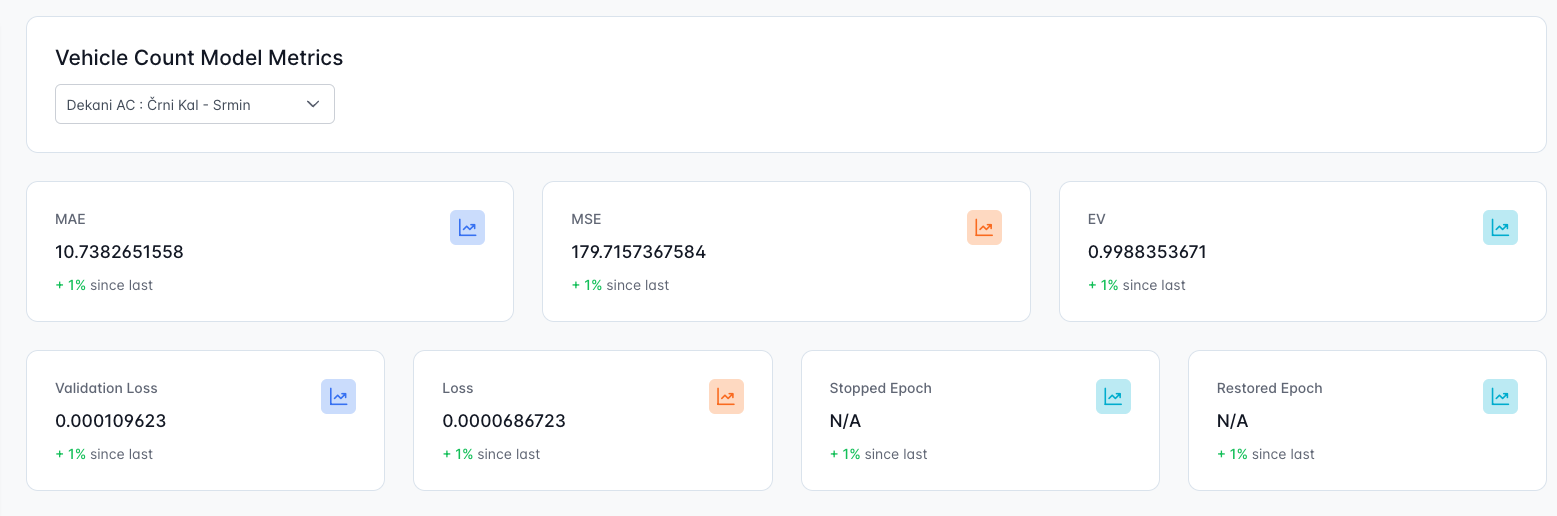 Vehicle Count Model Metrics
Dekani AC : Črni Kal - Srmin
MAE
10.7382651558
+ 1% since last
MSE
179.7157367584
+ 1% since last
EV
0.9988353671
+ 1% since last
Validation Loss
0.000109623
+ 1% since last
Loss
0.0000686723
+ 1% since last
Stopped Epoch
N/A
+ 1% since last
Restored Epoch
N/A
+ 1% since last